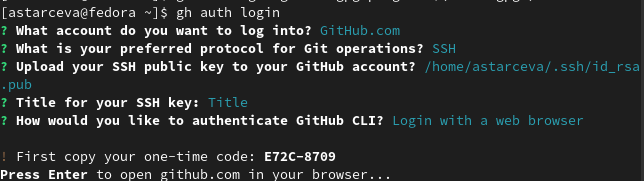 [astarceva@fedora ~]$ gh auth login
? What account do you want to log into? GitHub.com
? What is your preferred protocol for Git operations? SSH
? Upload your SSH public key to your GitHub account? /home/astarceva/.ssh/id_rsa
.pub
? Title for your SSH key: Title
? How would you like to authenticate GitHub CLI? Login with a web browser
! First copy your one-time code: E72C-8709
Press Enter to open github.com in your browser...